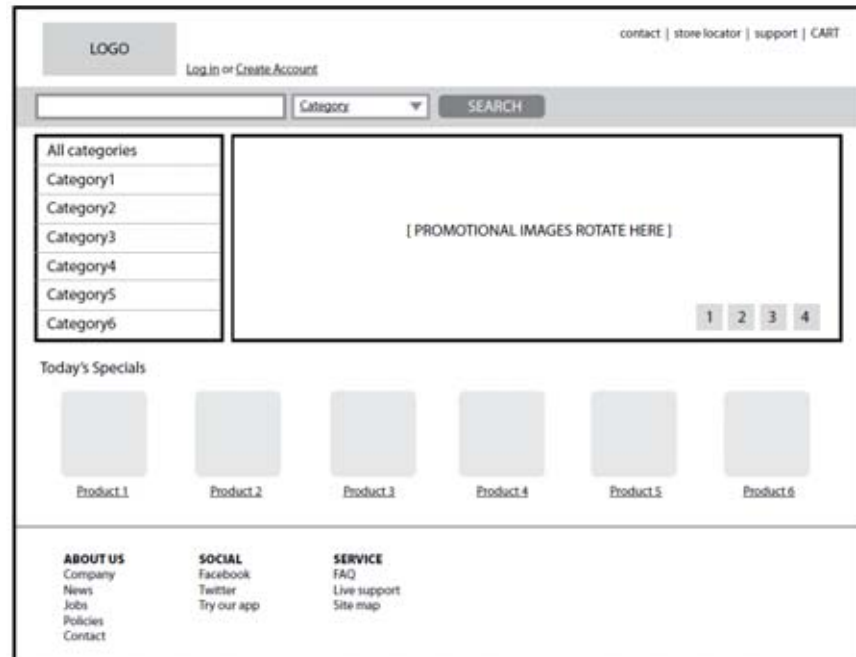 LOGO
contact | store locator | support | CART
Log in or Create Account
Category
SEARCH
All categories
Category1
Category2
Category3
Category4
Category5
Category6
[ PROMOTIONAL IMAGES ROTATE HERE ]
1 2 3 4
Today's Specials
Product 1 Product 2 Product 3 Product 4 Product 5 Product 6
ABOUT US
Company
News
Jobs
Policies
Contact
SOCIAL
Facebook
Twitter
Try our app
SERVICE
FAQ
Live support
Site map